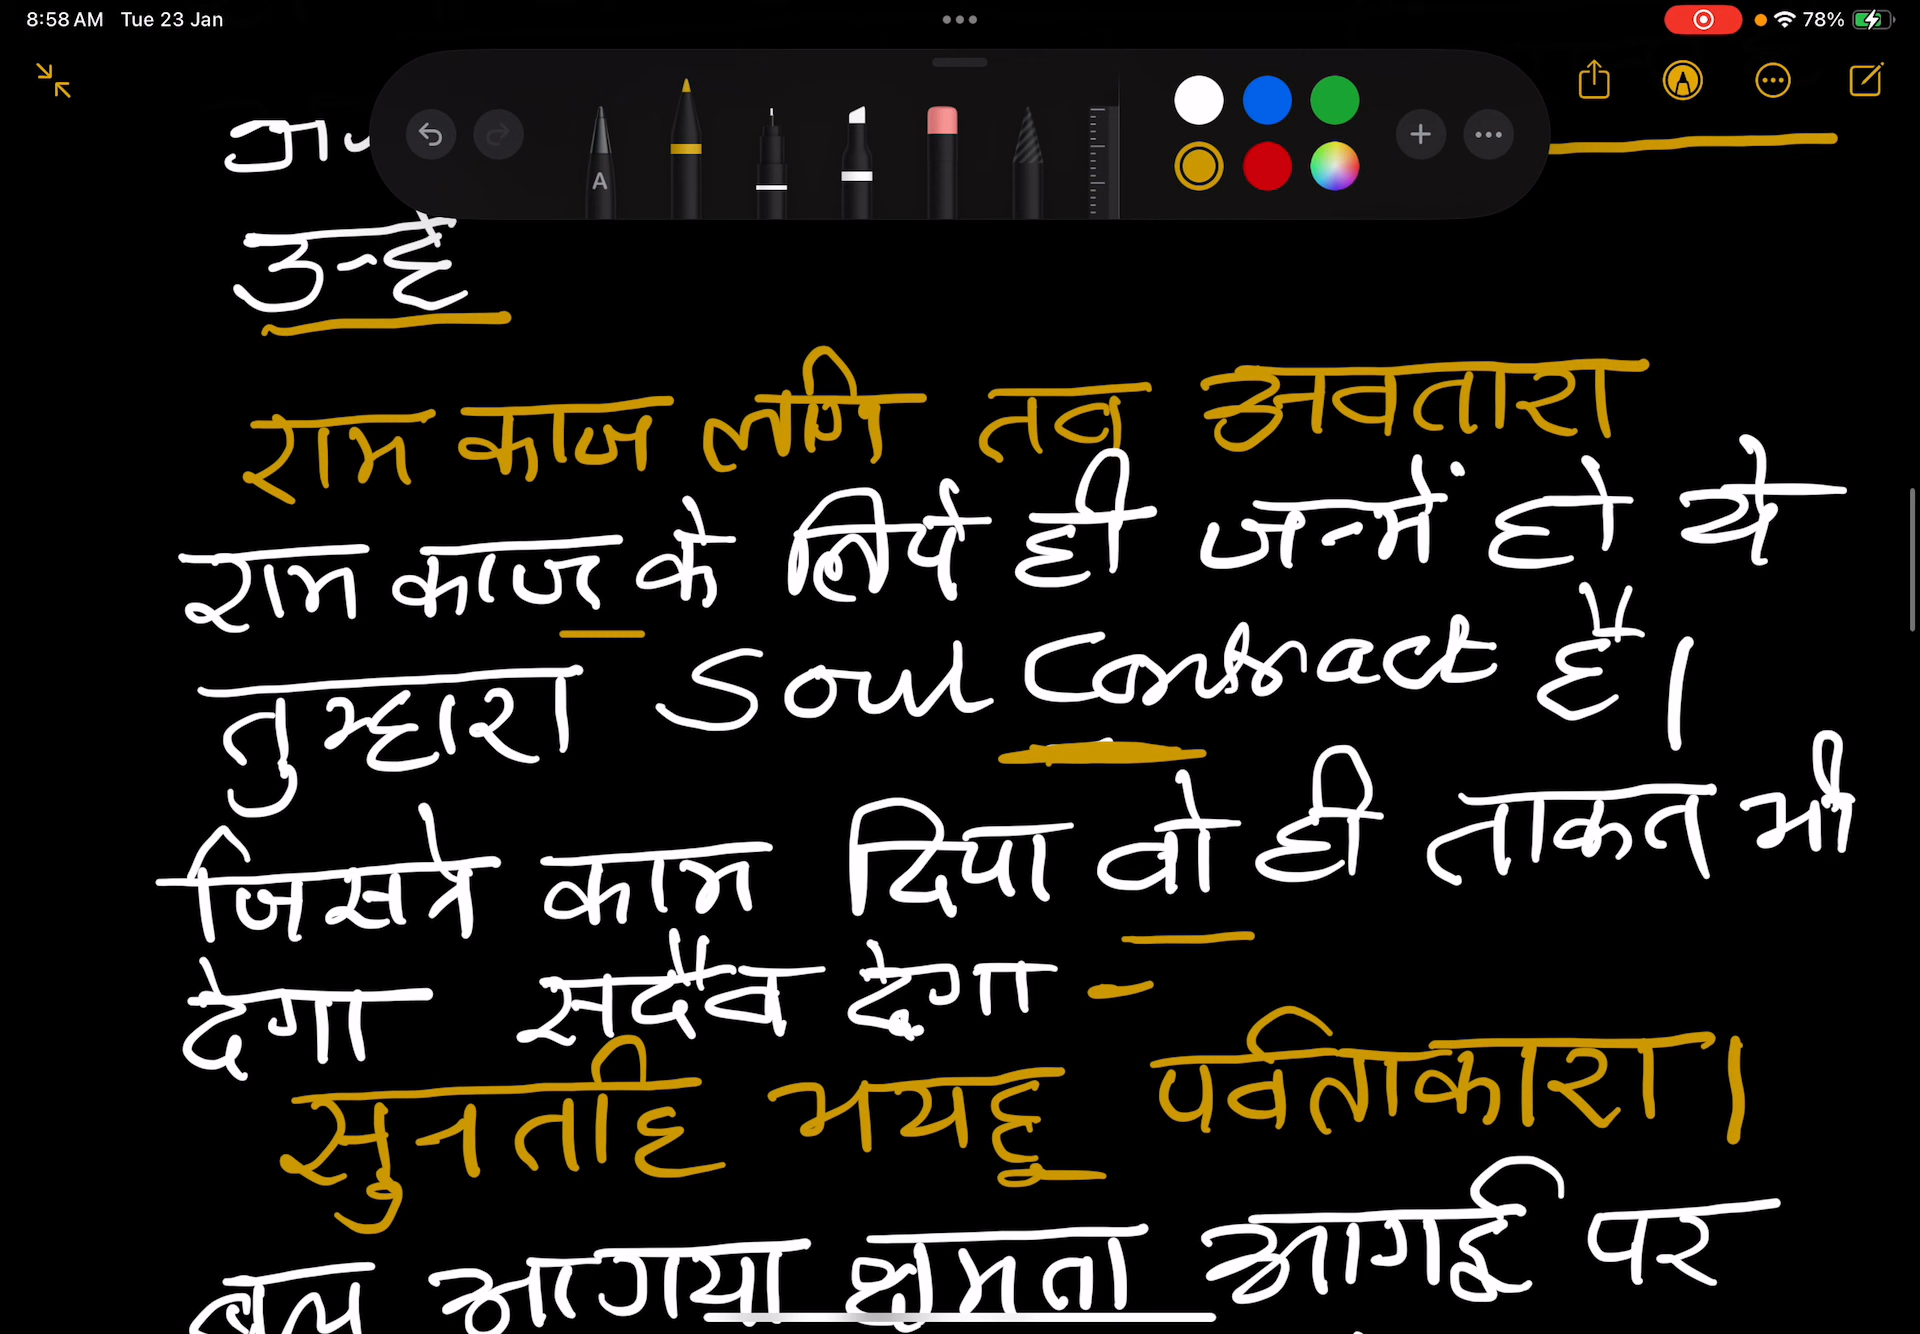 8:58 AM Tue 23 Jan
78%
A
उन्हे
राम काज लगि तव अवतारा
राम काज के लिये ही जन्में हो ये
तुम्हारा Soul Contract है।
जिसने काम दिया वो ही ताकत भी
देगा सदैव देगा -
सुनतहि भयहु पर्वताकारा।
बल आगया क्षमता आगई पर